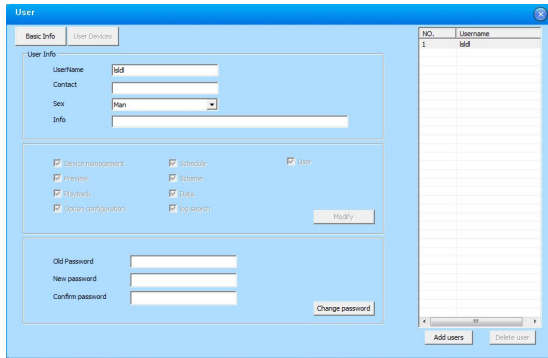 User
Basic Info User Devices
User Info
UserName lsldl
Contact
Sex Man
Info
Device management Schedule User
Preview Scheme
Playback Data
Option configuration log search
Modify
Old Password
New password
Confirm password
Change password
NO. Username
1 lsldl
Add users Delete user